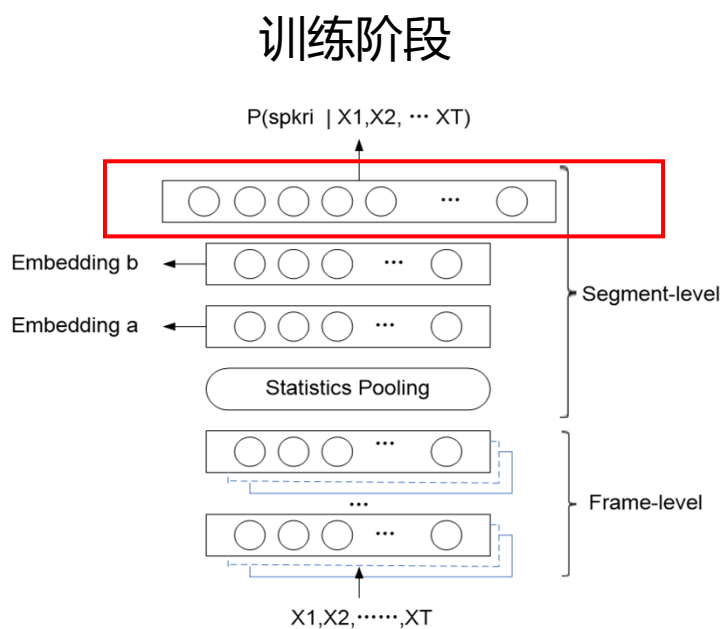 训练阶段
P(spkri | X1,X2, ··· XT)
···
Embedding b
···
Segment-level
Embedding a
···
Statistics Pooling
···
Frame-level
···
···
X1,X2,······,XT